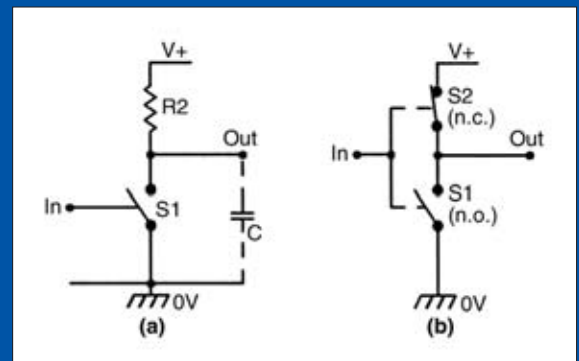 V+
R2
Out
In
S1
C
0V
(a)
V+
S2
(n.c.)
Out
In
S1
(n.o.)
0V
(b)